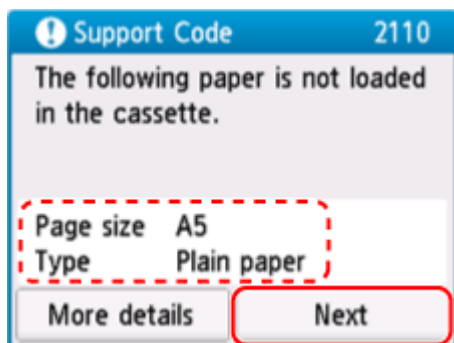 Support Code 2110
The following paper is not loaded
in the cassette.
Page size A5
Type Plain paper
More details Next